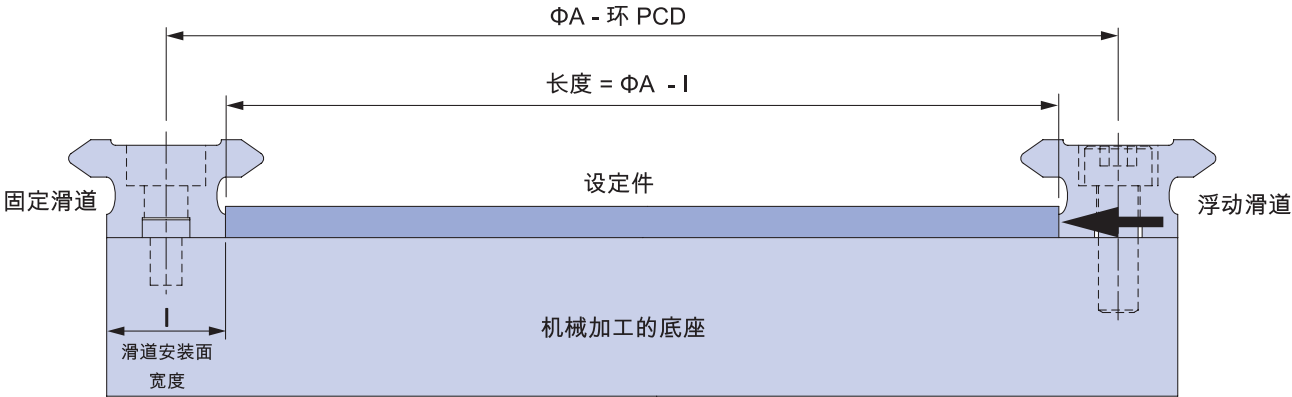 ΦA - 环 PCD
长度 = ΦA - I
设定件
固定滑道
浮动滑道
I
机械加工的底座
滑道安装面
宽度